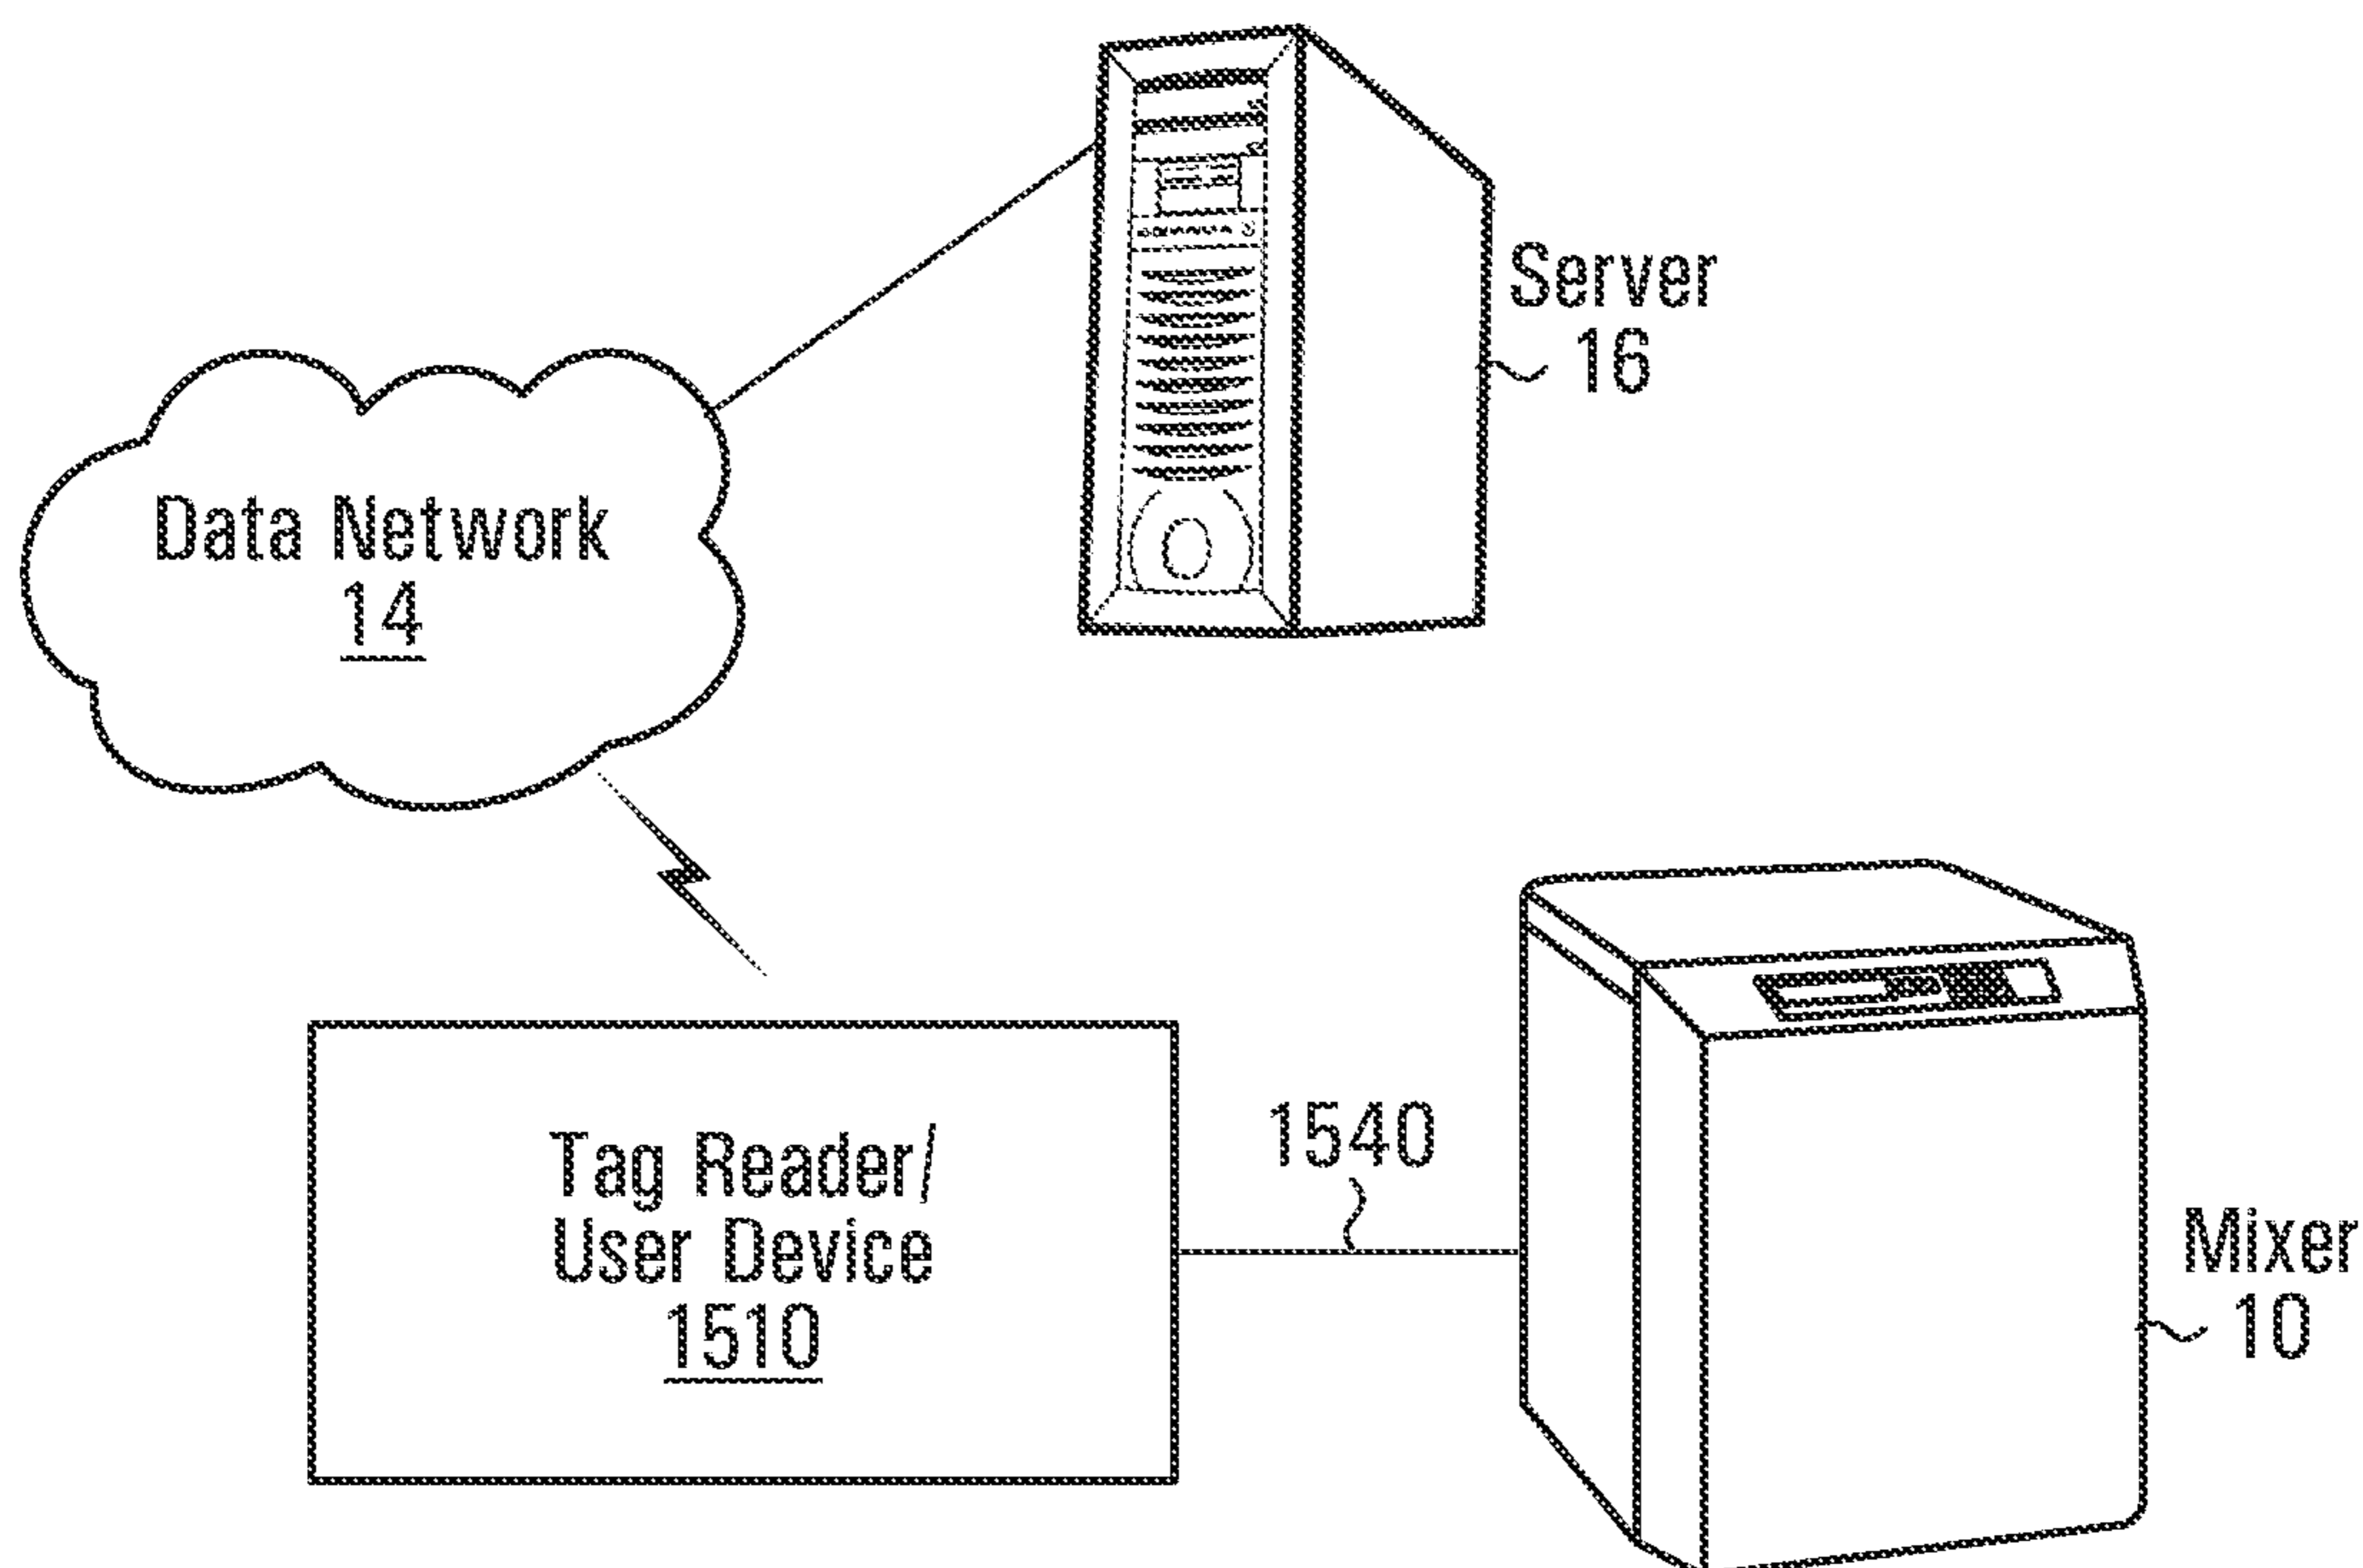 Server
16
Data Network
14
Tag Reader/
User Device
1510
1540
Mixer
10